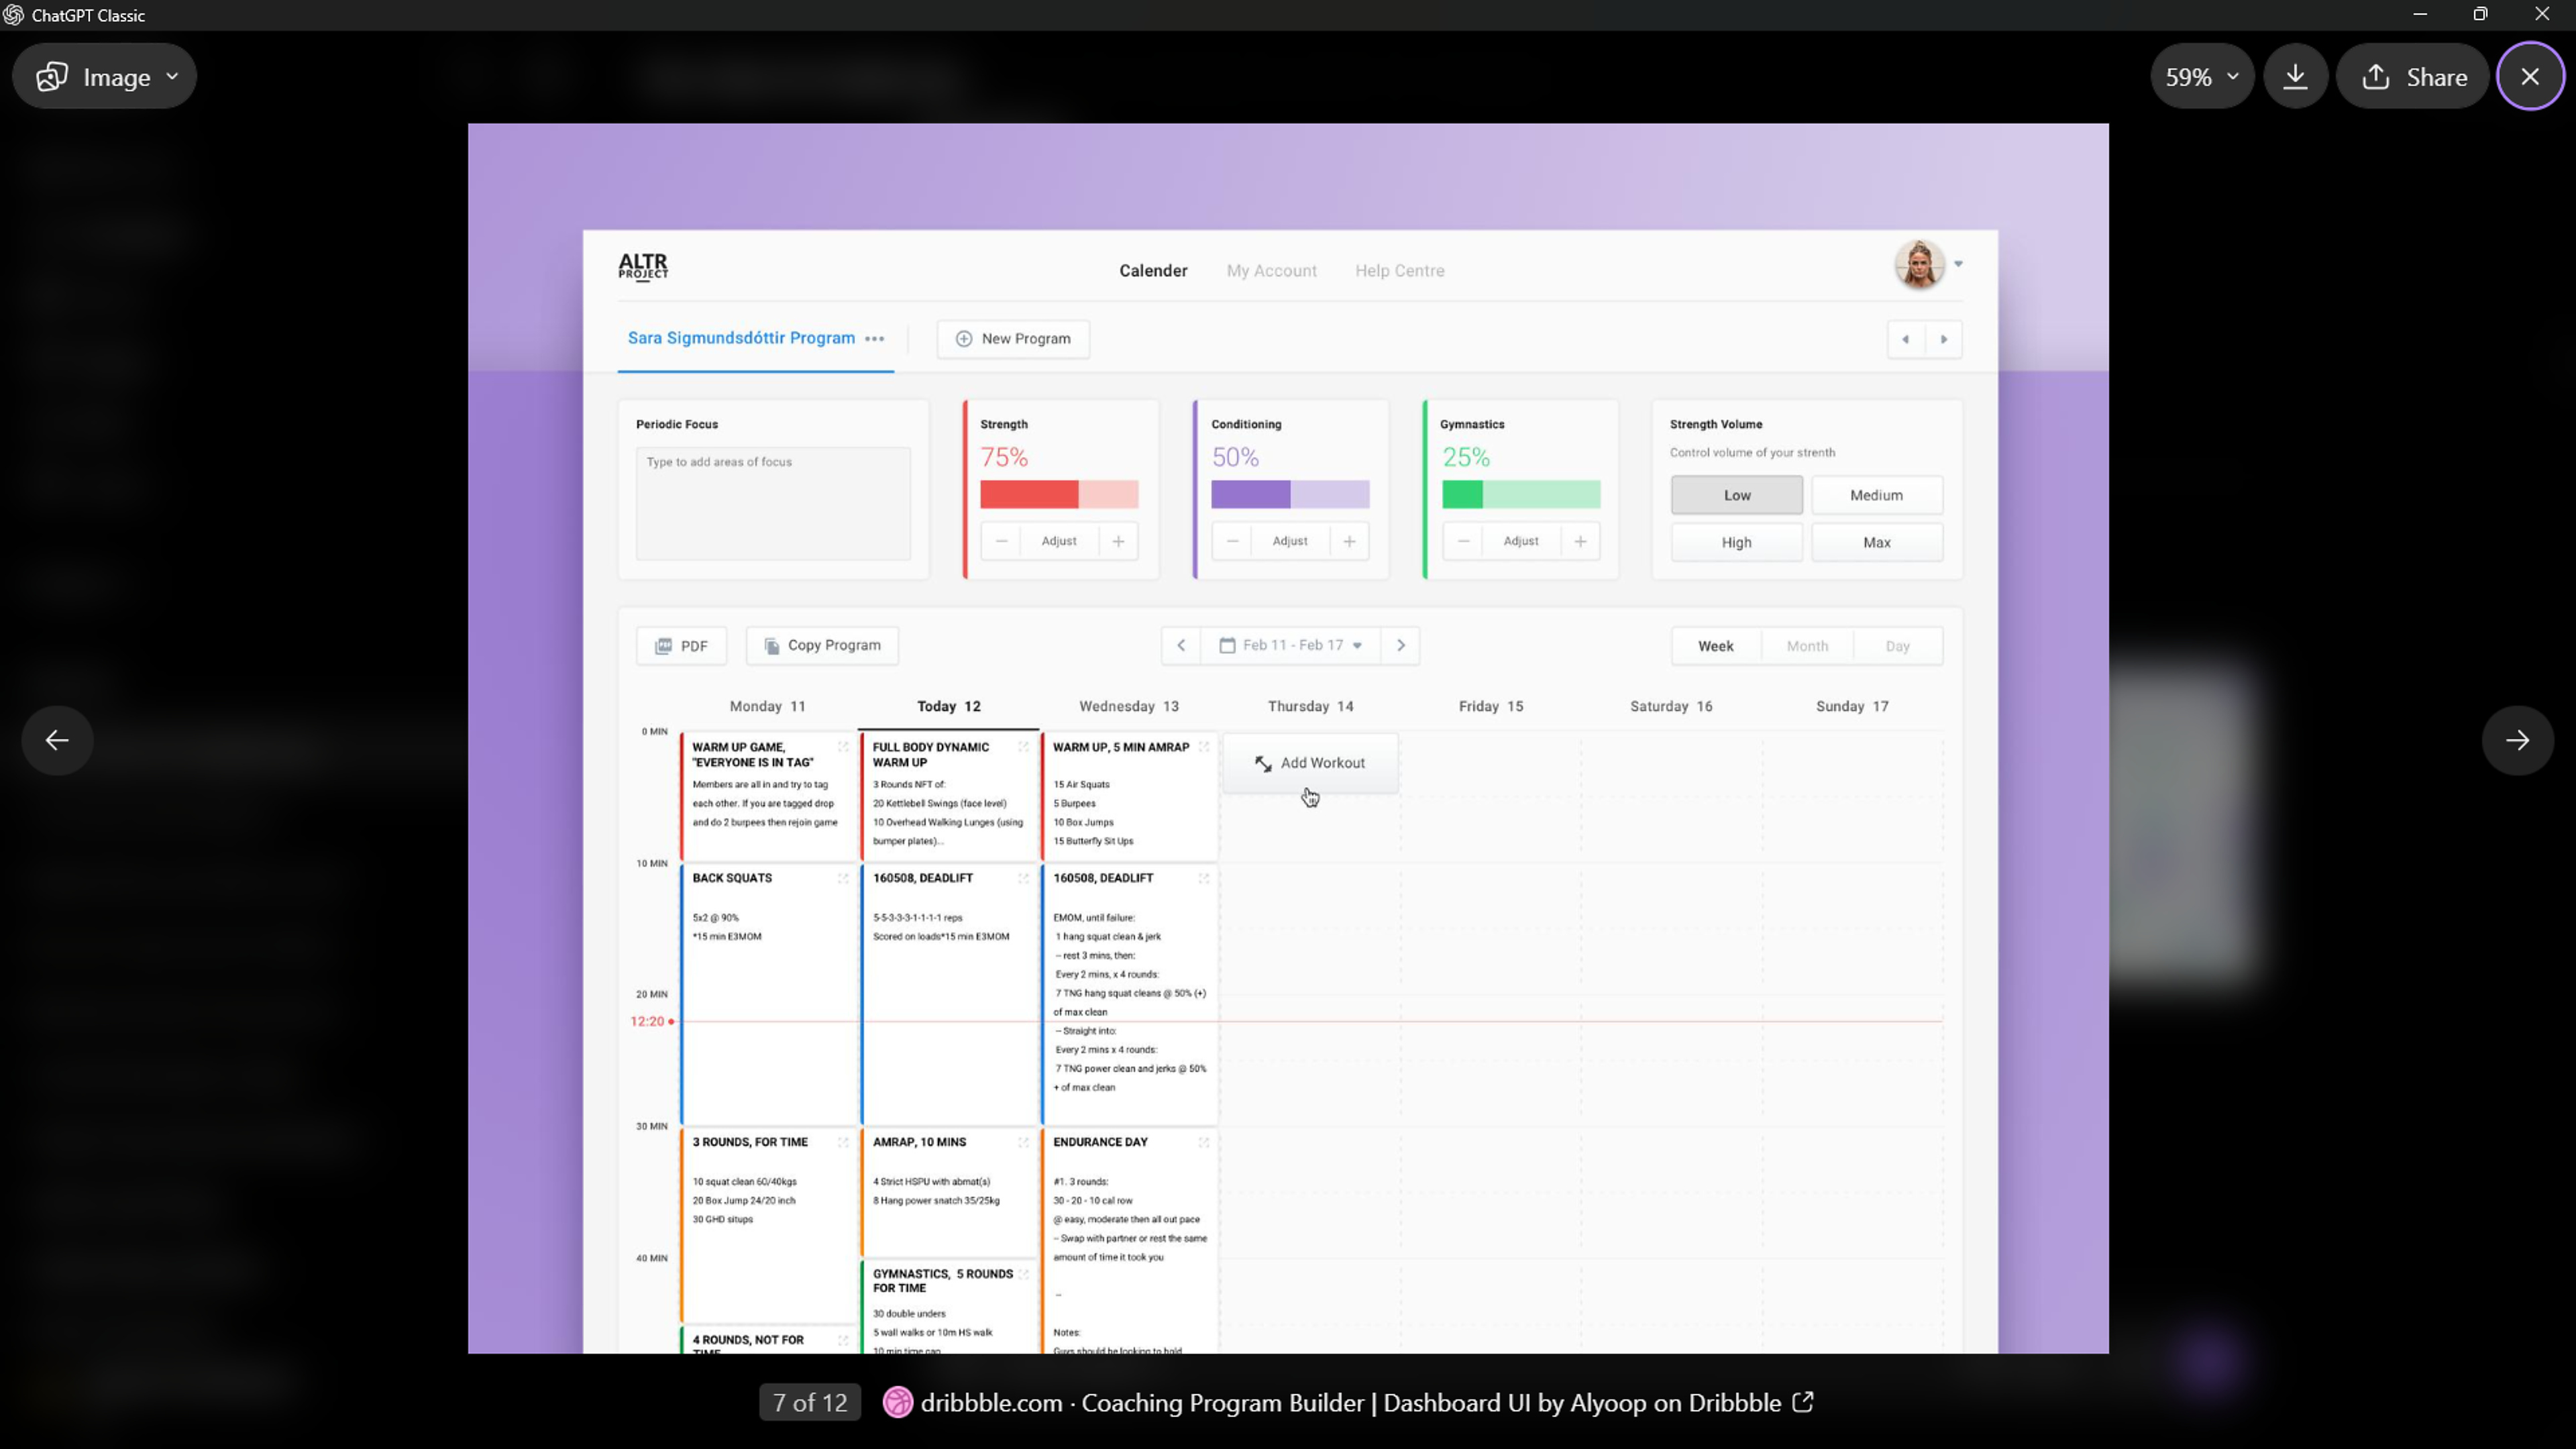 ChatGPT Classic
Image
59%
Share
ALTR
PROJECT
Calender
My Account
Help Centre
Sara Sigmundsdóttir Program
New Program
Periodic Focus
Type to add areas of focus
Strength
75%
Adjust
Conditioning
50%
Adjust
Gymnastics
25%
Adjust
Strength Volume
Control volume of your strenth
Low
Medium
High
Max
PDF
Copy Program
Feb 11 - Feb 17
Week
Month
Day
Monday 11
Today 12
Wednesday 13
Thursday 14
Friday 15
Saturday 16
Sunday 17
0 MIN
10 MIN
20 MIN
12:20
30 MIN
40 MIN
WARM UP GAME,
"EVERYONE IS IN TAG"
Members are all in and try to tag
each other. If you are tagged drop
and do 2 burpees then rejoin game
BACK SQUATS
5x2 @ 90%
*15 min E3MOM
3 ROUNDS, FOR TIME
10 squat clean 60/40kgs
20 Box Jump 24/20 inch
30 GHD situps
4 ROUNDS, NOT FOR
TIME
FULL BODY DYNAMIC
WARM UP
3 Rounds NFT of:
20 Kettlebell Swings (face level)
10 Overhead Walking Lunges (using
bumper plates)...
160508, DEADLIFT
5-5-3-3-3-1-1-1-1 reps
Scored on loads*15 min E3MOM
AMRAP, 10 MINS
4 Strict HSPU with abmat(s)
8 Hang power snatch 35/25kg
GYMNASTICS, 5 ROUNDS
FOR TIME
30 double unders
5 wall walks or 10m HS walk
10 min time cap
WARM UP, 5 MIN AMRAP
15 Air Squats
5 Burpees
10 Box Jumps
15 Butterfly Sit Ups
160508, DEADLIFT
EMOM, until failure:
1 hang squat clean & jerk
-- rest 3 mins, then:
Every 2 mins, x 4 rounds:
7 TNG hang squat cleans @ 50% (+)
of max clean
-- Straight into:
Every 2 mins x 4 rounds:
7 TNG power clean and jerks @ 50%
+ of max clean
ENDURANCE DAY
#1. 3 rounds:
30 - 20 - 10 cal row
@ easy, moderate then all out pace
-- Swap with partner or rest the same
amount of time it took you
--
Notes:
Guys should be looking to hold
Add Workout
7 of 12
dribbble.com · Coaching Program Builder | Dashboard UI by Alyoop on Dribbble